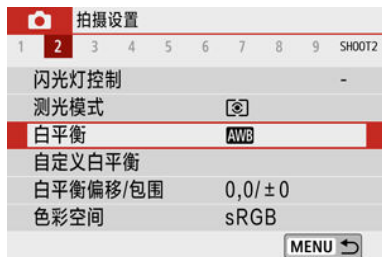 拍摄设置
1 2 3 4 5 6 7 8 9 SHOOT2
闪光灯控制 -
测光模式
白平衡 AWB
自定义白平衡
白平衡偏移/包围 0,0/±0
色彩空间 sRGB
MENU